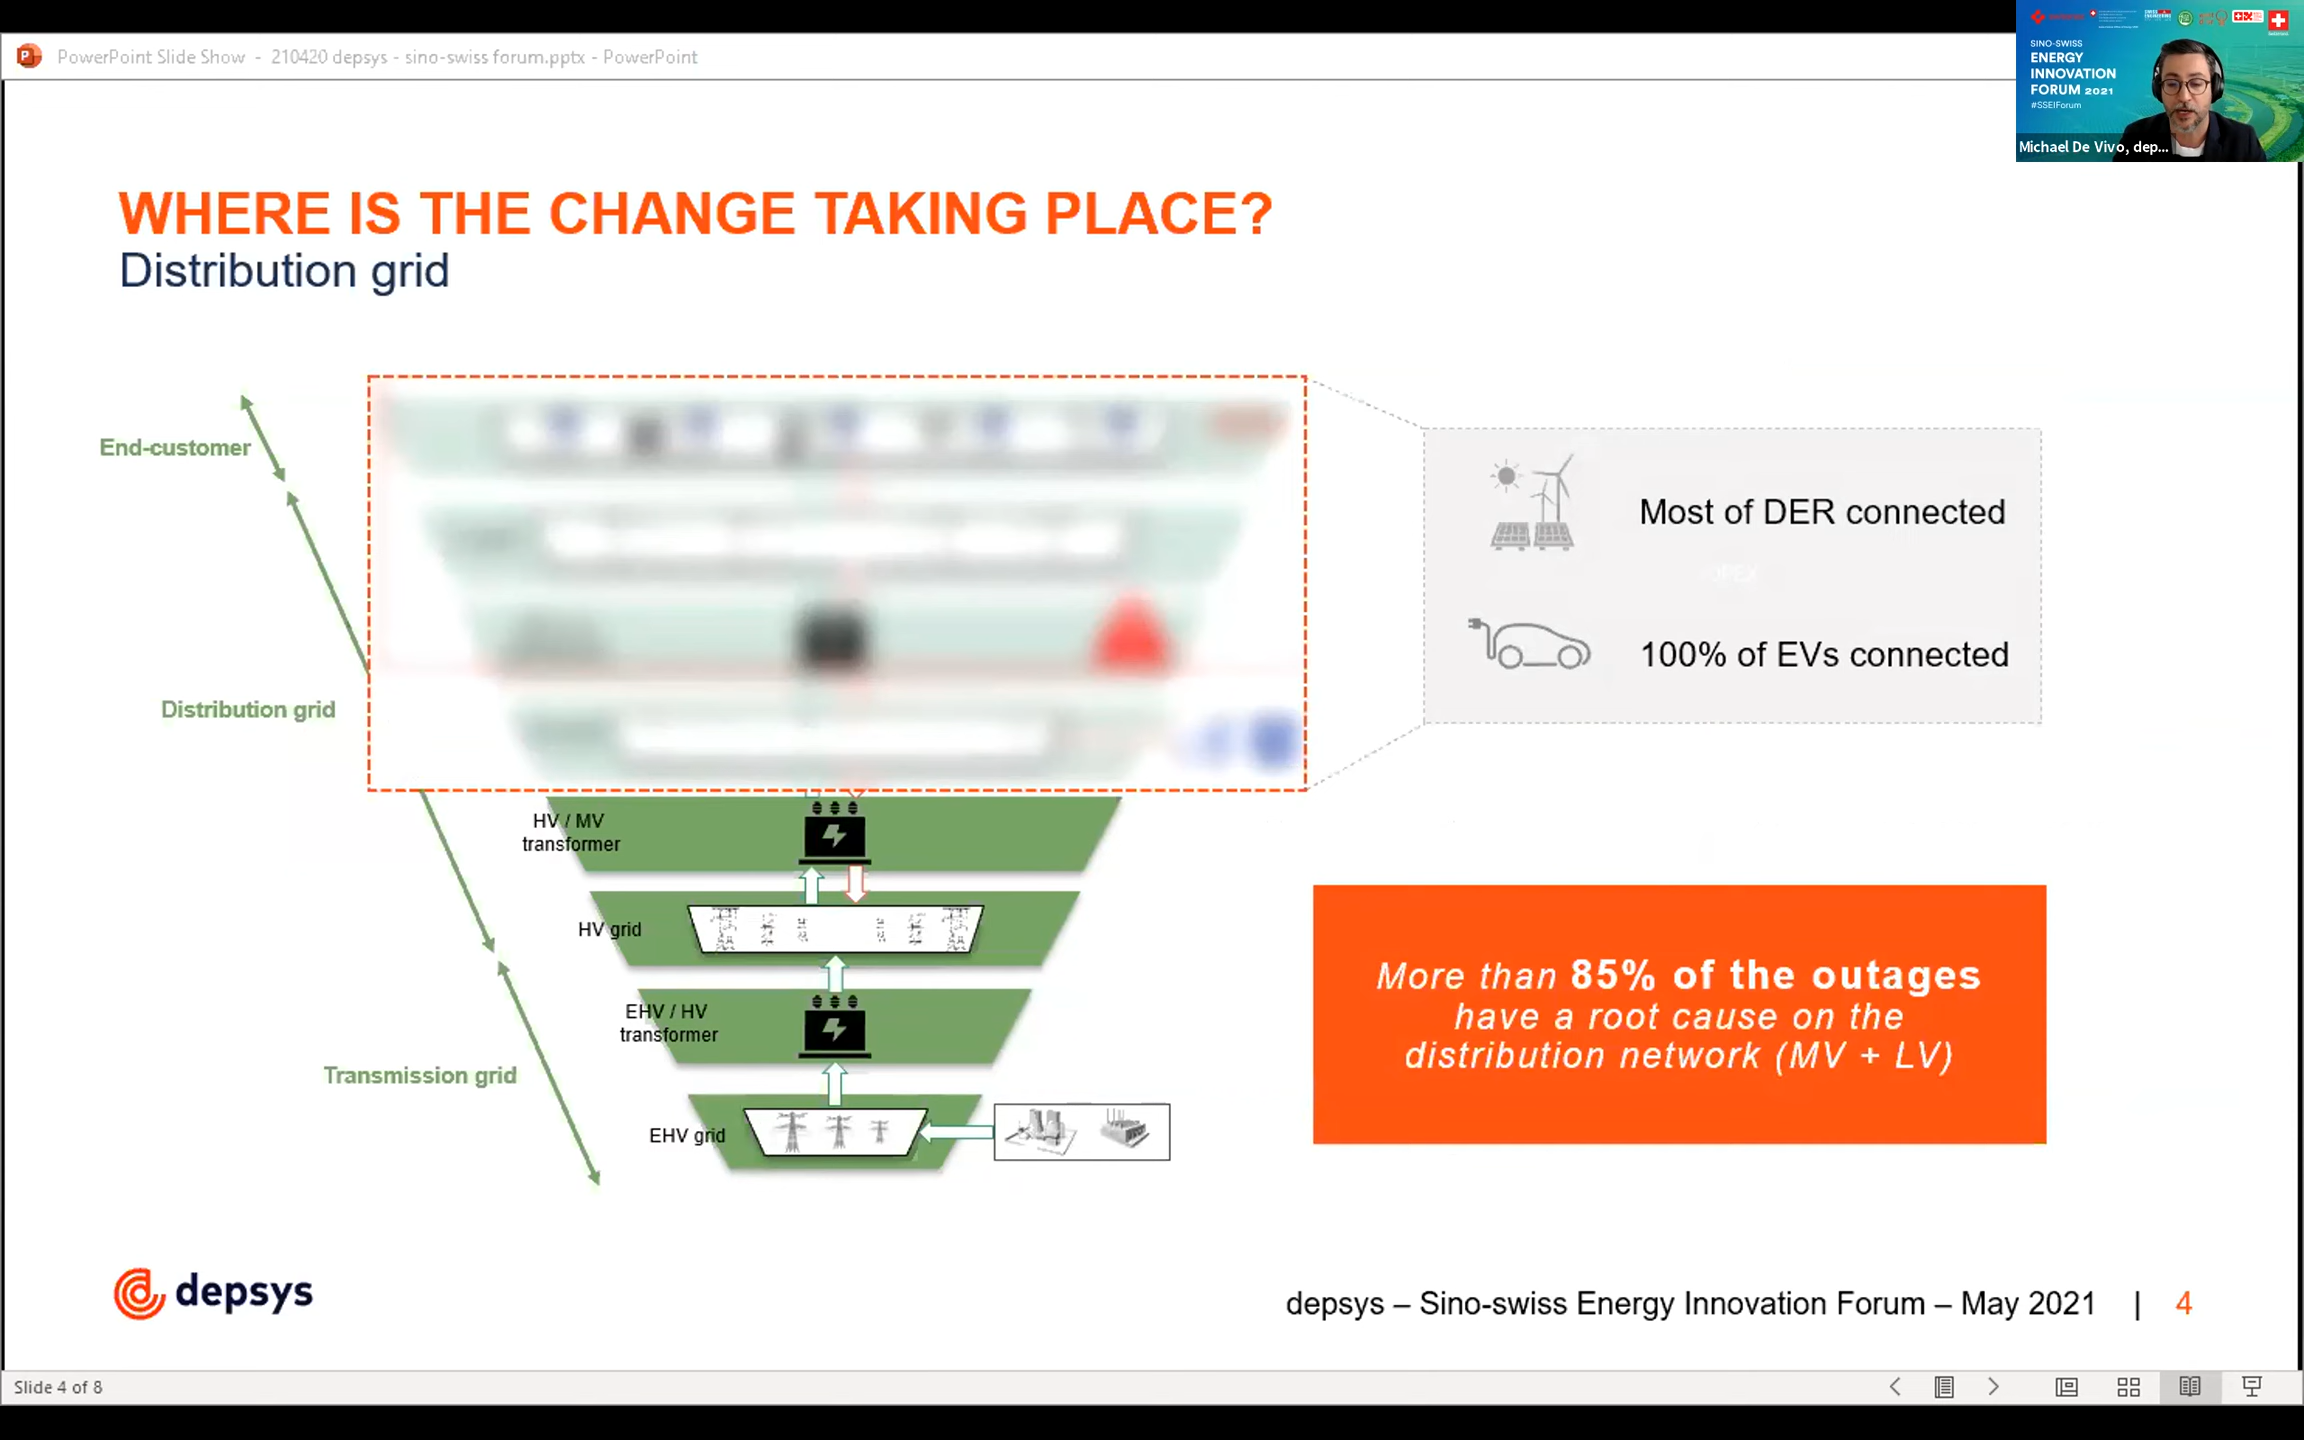 PowerPoint Slide Show - 210420 depsys - sino-swiss forum.pptx - PowerPoint
SINO-SWISS
ENERGY
INNOVATION
FORUM 2021
#SSEIForum
Michael De Vivo, dep...
WHERE IS THE CHANGE TAKING PLACE?
Distribution grid
End-customer
Distribution grid
Transmission grid
HV / MV
transformer
HV grid
EHV / HV
transformer
EHV grid
Most of DER connected
100% of EVs connected
More than 85% of the outages
have a root cause on the
distribution network (MV + LV)
depsys
depsys – Sino-swiss Energy Innovation Forum – May 2021 | 4
Slide 4 of 8